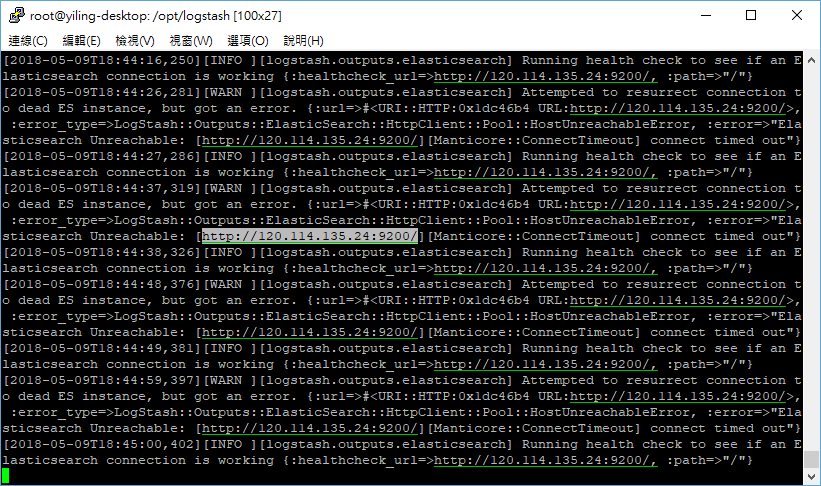 root@yiling-desktop: /opt/logstash [100x27]
連線(C) 編輯(E) 檢視(V) 視窗(W) 選項(O) 說明(H)
[2018-05-09T18:44:16,250][INFO ][logstash.outputs.elasticsearch] Running health check to see if an E
lasticsearch connection is working {:healthcheck_url=>http://120.114.135.24:9200/, :path=>"/"}
[2018-05-09T18:44:26,281][WARN ][logstash.outputs.elasticsearch] Attempted to resurrect connection t
o dead ES instance, but got an error. {:url=>#<URI::HTTP:0x1dc46b4 URL:http://120.114.135.24:9200/>,
 :error_type=>LogStash::Outputs::ElasticSearch::HttpClient::Pool::HostUnreachableError, :error=>"Ela
sticsearch Unreachable: [http://120.114.135.24:9200/][Manticore::ConnectTimeout] connect timed out"}
[2018-05-09T18:44:27,286][INFO ][logstash.outputs.elasticsearch] Running health check to see if an E
lasticsearch connection is working {:healthcheck_url=>http://120.114.135.24:9200/, :path=>"/"}
[2018-05-09T18:44:37,319][WARN ][logstash.outputs.elasticsearch] Attempted to resurrect connection t
o dead ES instance, but got an error. {:url=>#<URI::HTTP:0x1dc46b4 URL:http://120.114.135.24:9200/>,
 :error_type=>LogStash::Outputs::ElasticSearch::HttpClient::Pool::HostUnreachableError, :error=>"Ela
sticsearch Unreachable: [http://120.114.135.24:9200/][Manticore::ConnectTimeout] connect timed out"}
[2018-05-09T18:44:38,326][INFO ][logstash.outputs.elasticsearch] Running health check to see if an E
lasticsearch connection is working {:healthcheck_url=>http://120.114.135.24:9200/, :path=>"/"}
[2018-05-09T18:44:48,376][WARN ][logstash.outputs.elasticsearch] Attempted to resurrect connection t
o dead ES instance, but got an error. {:url=>#<URI::HTTP:0x1dc46b4 URL:http://120.114.135.24:9200/>,
 :error_type=>LogStash::Outputs::ElasticSearch::HttpClient::Pool::HostUnreachableError, :error=>"Ela
sticsearch Unreachable: [http://120.114.135.24:9200/][Manticore::ConnectTimeout] connect timed out"}
[2018-05-09T18:44:49,381][INFO ][logstash.outputs.elasticsearch] Running health check to see if an E
lasticsearch connection is working {:healthcheck_url=>http://120.114.135.24:9200/, :path=>"/"}
[2018-05-09T18:44:59,397][WARN ][logstash.outputs.elasticsearch] Attempted to resurrect connection t
o dead ES instance, but got an error. {:url=>#<URI::HTTP:0x1dc46b4 URL:http://120.114.135.24:9200/>,
 :error_type=>LogStash::Outputs::ElasticSearch::HttpClient::Pool::HostUnreachableError, :error=>"Ela
sticsearch Unreachable: [http://120.114.135.24:9200/][Manticore::ConnectTimeout] connect timed out"}
[2018-05-09T18:45:00,402][INFO ][logstash.outputs.elasticsearch] Running health check to see if an E
lasticsearch connection is working {:healthcheck_url=>http://120.114.135.24:9200/, :path=>"/"}